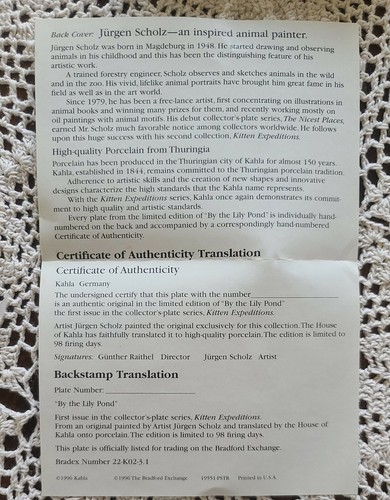 Back Cover: Jürgen Scholz—an inspired animal painter.
Jürgen Scholz was born in Magdeburg in 1948. He started drawing and observing
animals in his childhood and this has been the distinguishing feature of his
artistic work.
A trained forestry engineer, Scholz observes and sketches animals in the wild
and in the zoo. His vivid, lifelike animal portraits have brought him great fame in his
field as well as in the art world.
Since 1979, he has been a free-lance artist, first concentrating on illustrations in
animal books and winning many prizes for them, and recently working mostly on
oil paintings with animal motifs. His debut collector's-plate series, The Nicest Places,
earned Mr. Scholz much favorable notice among collectors worldwide. He follows
upon this huge success with his second collection, Kitten Expeditions.
High-quality Porcelain from Thuringia
Porcelain has been produced in the Thuringian city of Kahla for almost 150 years.
Kahla, established in 1844, remains committed to the Thuringian porcelain tradition.
Adherence to artistic skills and the creation of new shapes and innovative
designs characterize the high standards that the Kahla name represents.
With the Kitten Expeditions series, Kahla once again demonstrates its commit-
ment to high quality and artistic standards.
Every plate from the limited edition of "By the Lily Pond" is individually hand-
numbered on the back and accompanied by a correspondingly hand-numbered
Certificate of Authenticity.
Certificate of Authenticity Translation
Certificate of Authenticity
Kahla Germany
The undersigned certify that this plate with the number
is an authentic original in the limited edition of "By the Lily Pond"
the first issue in the collector's plate series, Kitten Expeditions.
Artist Jürgen Scholz painted the original exclusively for this collection. The House
of Kahla has faithfully translated it to high-quality porcelain. The edition is limited to
98 firing days.
Signatures: Günther Raithel Director Jürgen Scholz Artist
Backstamp Translation
Plate Number:
"By the Lily Pond"
First issue in the collector's-plate series, Kitten Expeditions.
From an original painted by Artist Jürgen Scholz and translated by the House of
Kahla onto porcelain. The edition is limited to 98 firing days.
This plate is officially listed for trading on the Bradford Exchange.
Bradex Number 22-K02-3.1
©1996 Kahla ©1996 The Bradford Exchange Printed in U.S.A.